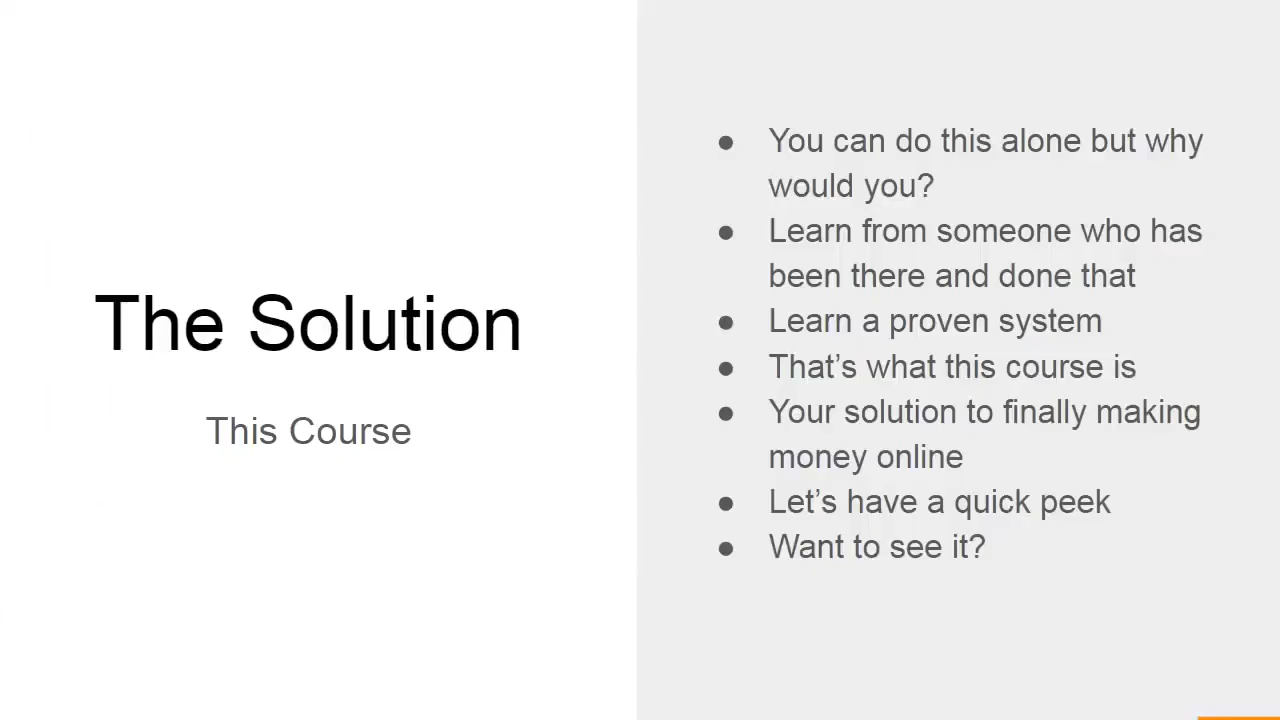 The Solution
This Course
● You can do this alone but why
would you?
● Learn from someone who has
been there and done that
● Learn a proven system
● That’s what this course is
● Your solution to finally making
money online
● Let’s have a quick peek
● Want to see it?